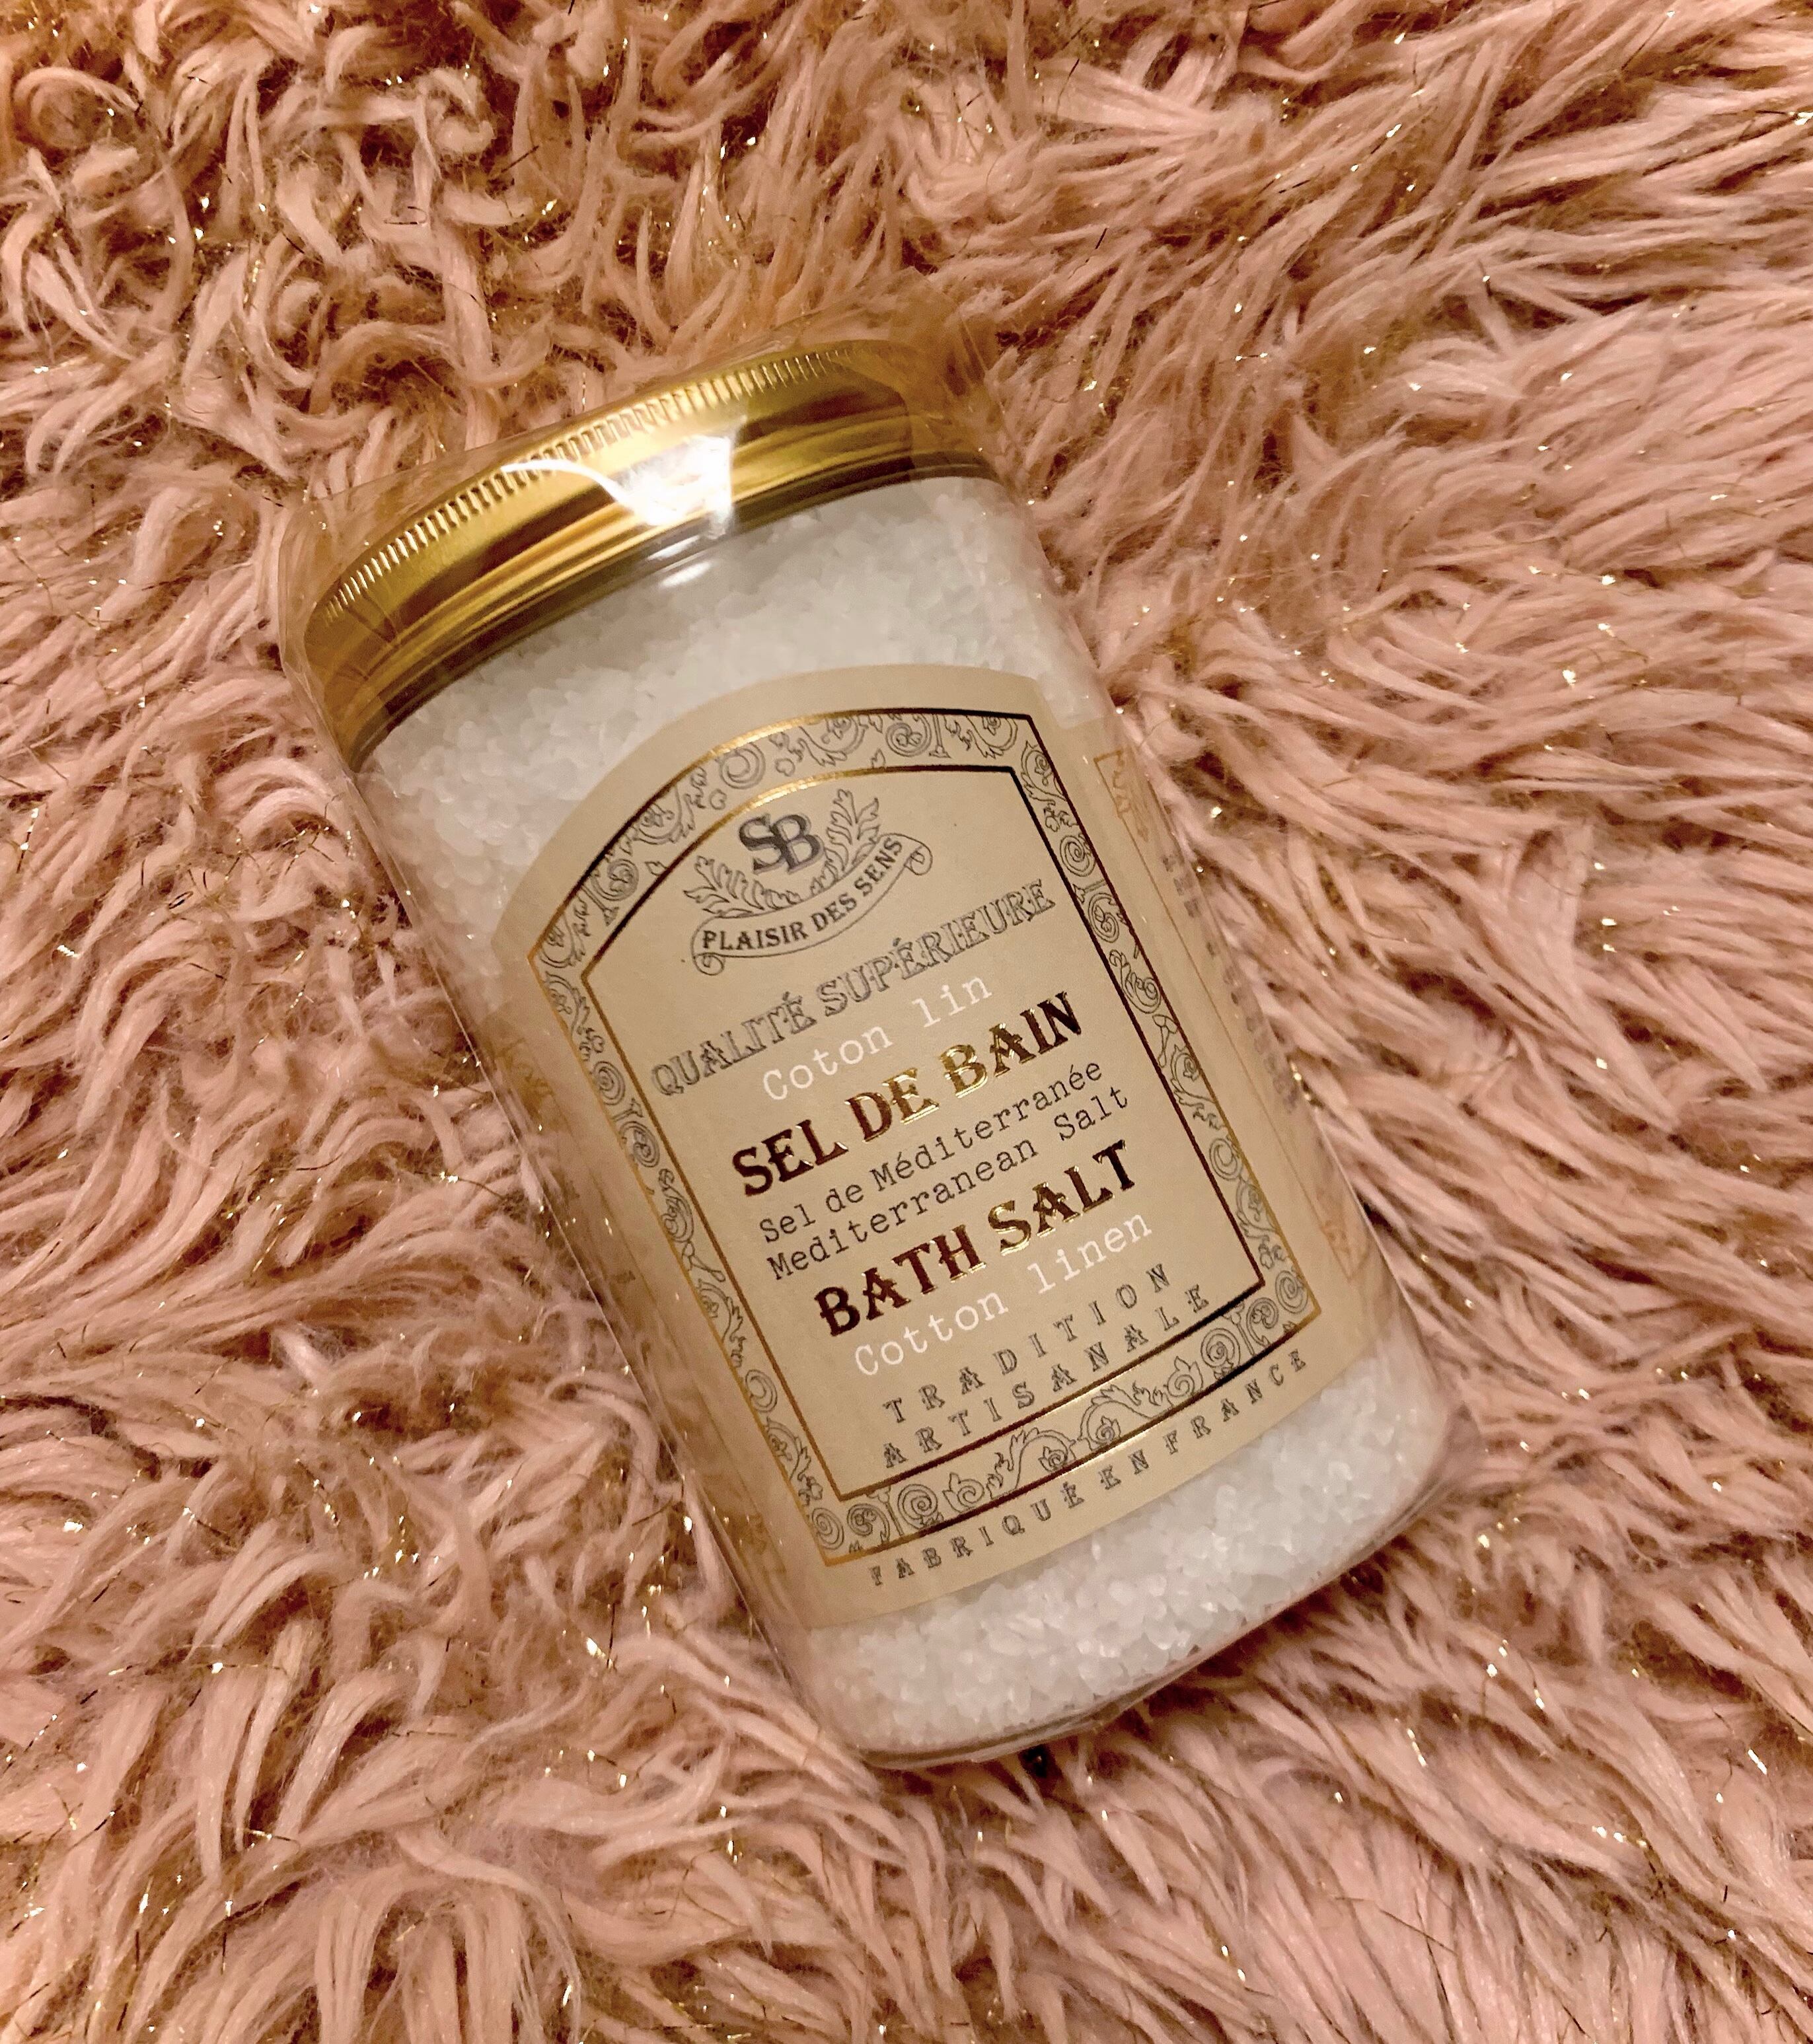 SB
PLAISIR DES SENS
QUALITÉ SUPÉRIEURE
Coton lin
SEL DE BAIN
Sel de Méditerranée
Mediterranean Salt
BATH SALT
Cotton linen
TRADITION
ARTISANALE
FABRIQUÉ EN FRANCE